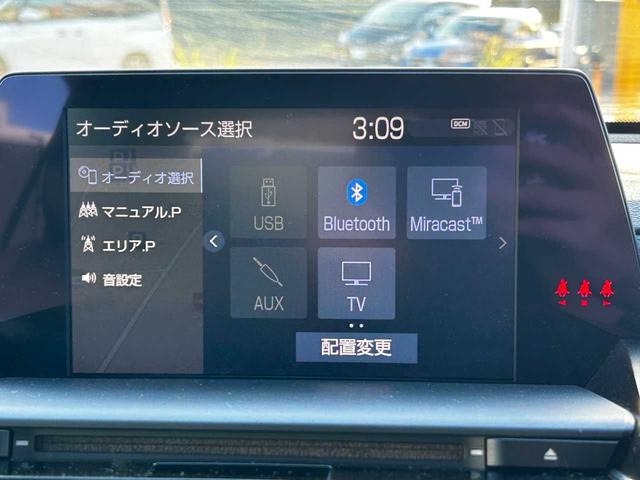 オーディオソース選択
3:09
DCM
オーディオ選択
マニュアル.P
エリア.P
音設定
USB
Bluetooth
Miracast™
AUX
TV
配置変更